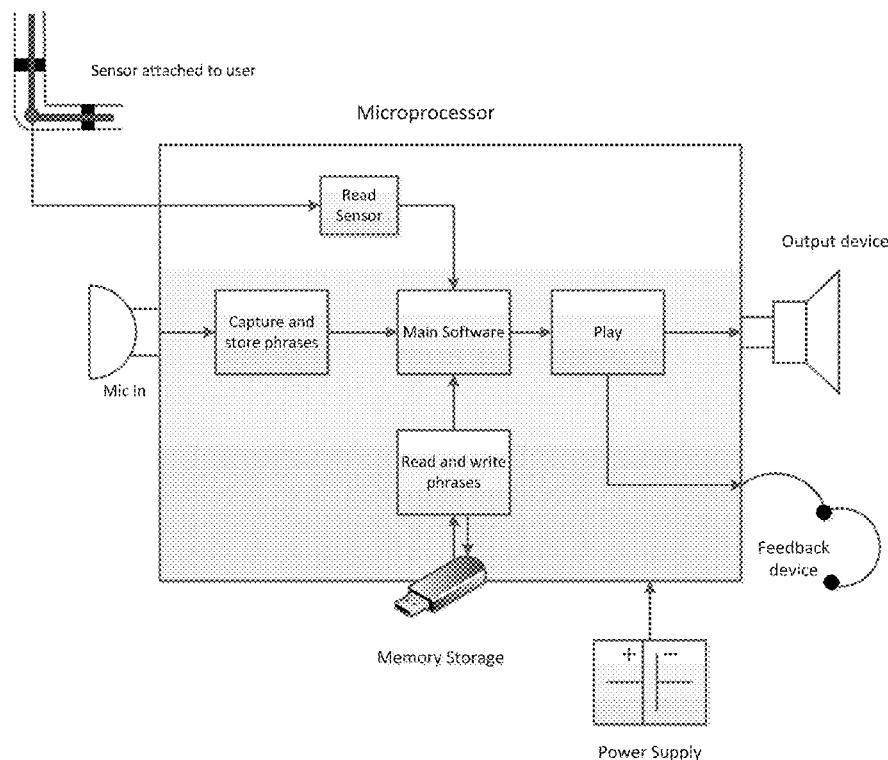 Sensor attached to user
Microprocessor
Read
Sensor
Output device
Capture and
store phrases
Main Software
Play
Mic in
Read and write
phrases
Feedback
device
Memory Storage
+ −
Power Supply